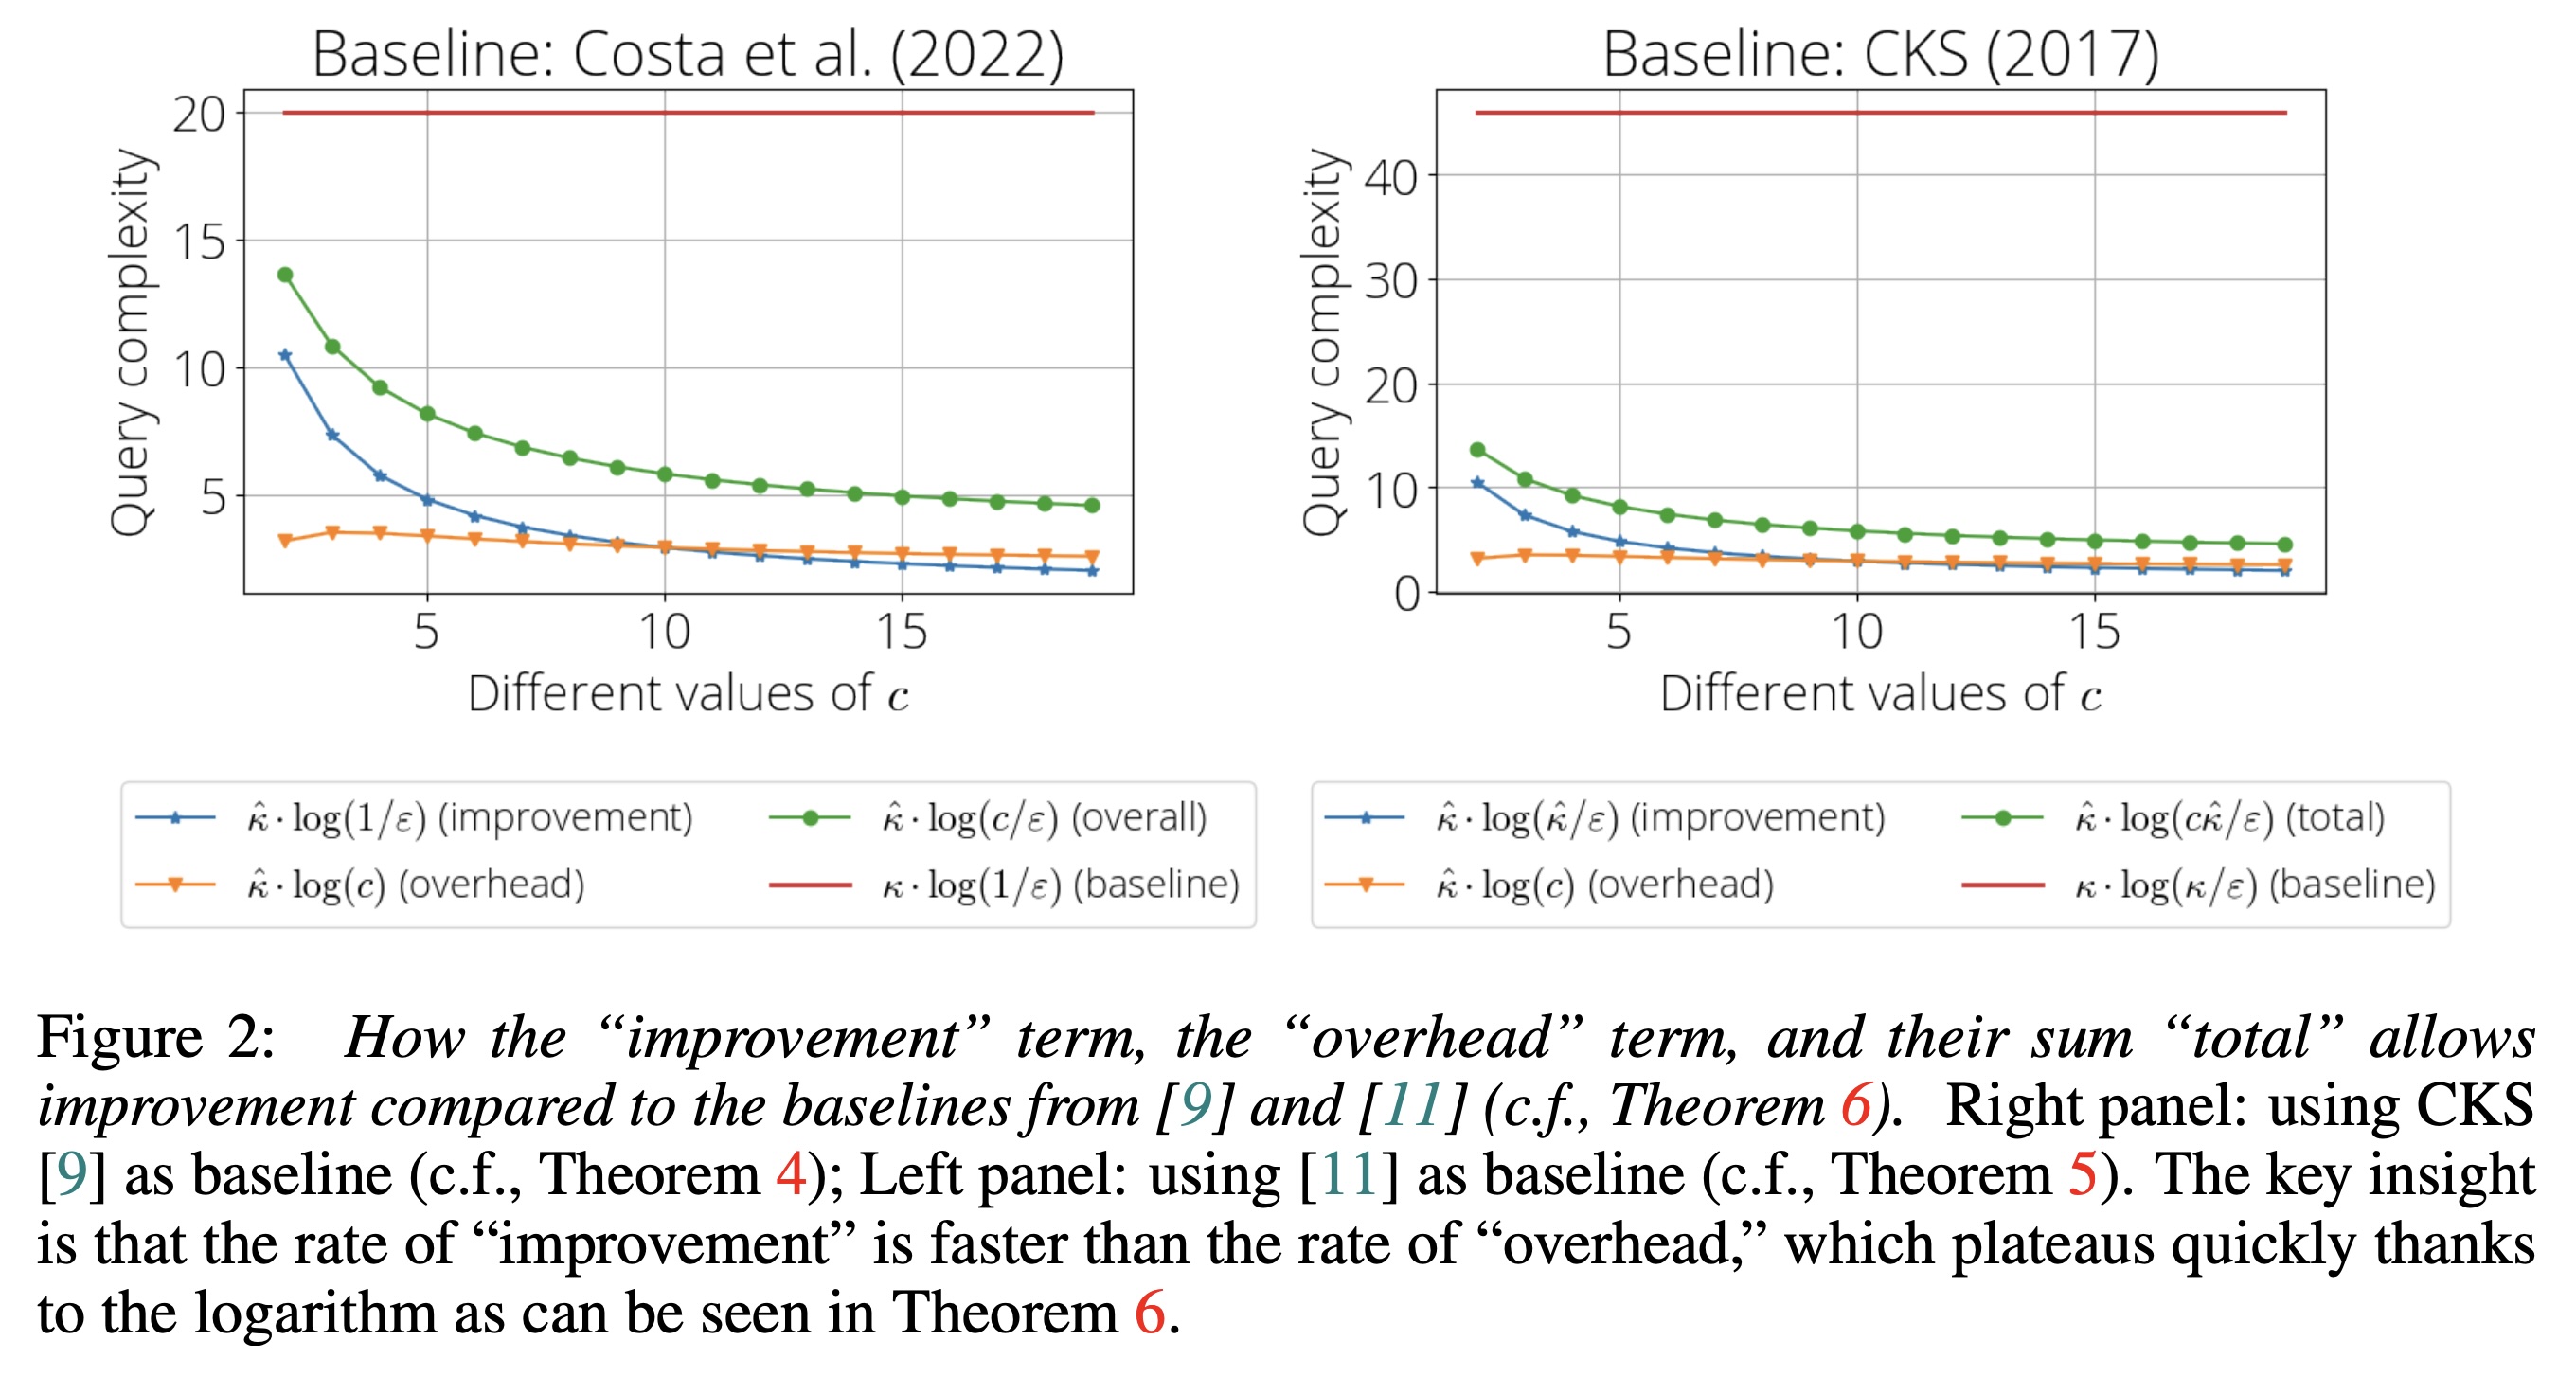 Baseline: Costa et al. (2022)
20
15
10
5
Query complexity
5 10 15
Different values of c
κ̂ · log(1/ε) (improvement)
κ̂ · log(c/ε) (overall)
κ̂ · log(c) (overhead)
κ · log(1/ε) (baseline)
Baseline: CKS (2017)
40
30
20
10
0
Query complexity
5 10 15
Different values of c
κ̂ · log(κ̂/ε) (improvement)
κ̂ · log(cκ̂/ε) (total)
κ̂ · log(c) (overhead)
κ · log(κ/ε) (baseline)
Figure 2: How the “improvement” term, the “overhead” term, and their sum “total” allows
improvement compared to the baselines from [9] and [11] (c.f., Theorem 6). Right panel: using CKS
[9] as baseline (c.f., Theorem 4); Left panel: using [11] as baseline (c.f., Theorem 5). The key insight
is that the rate of “improvement” is faster than the rate of “overhead,” which plateaus quickly thanks
to the logarithm as can be seen in Theorem 6.